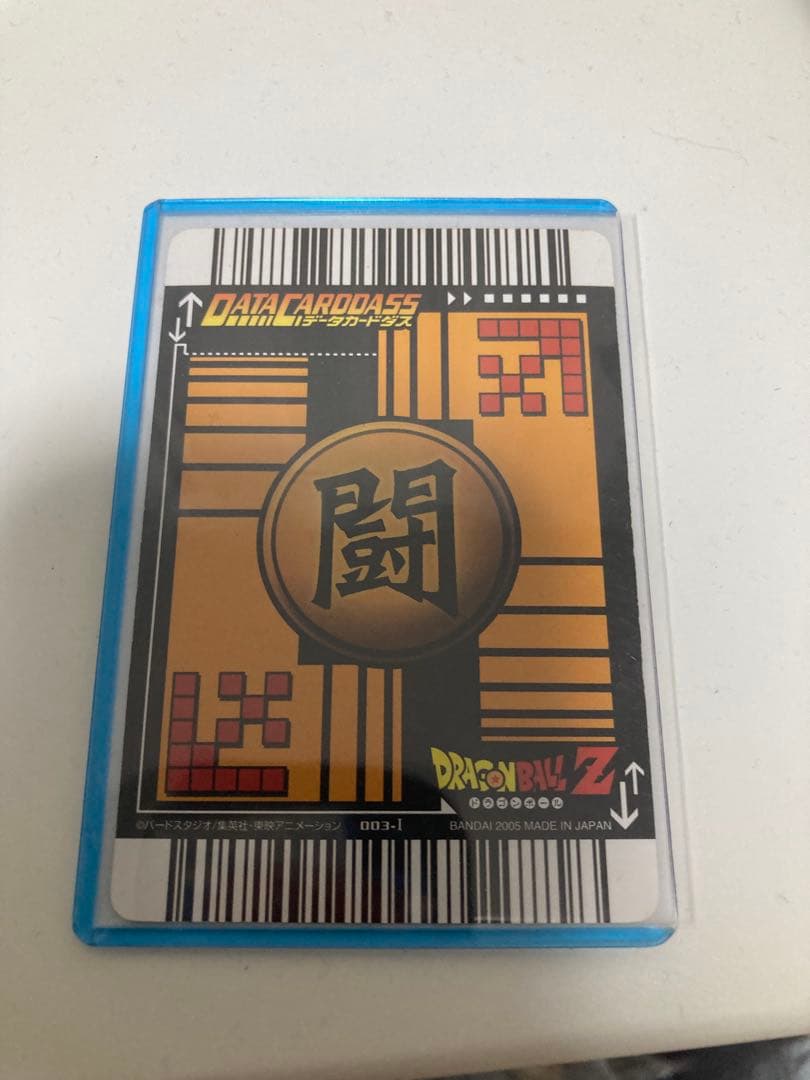 DATA CARDDASS
データカードダス
闘
DRAGON BALL Z
ドラゴンボール
©バードスタジオ/集英社・東映アニメーション 003-I BANDAI 2005 MADE IN JAPAN